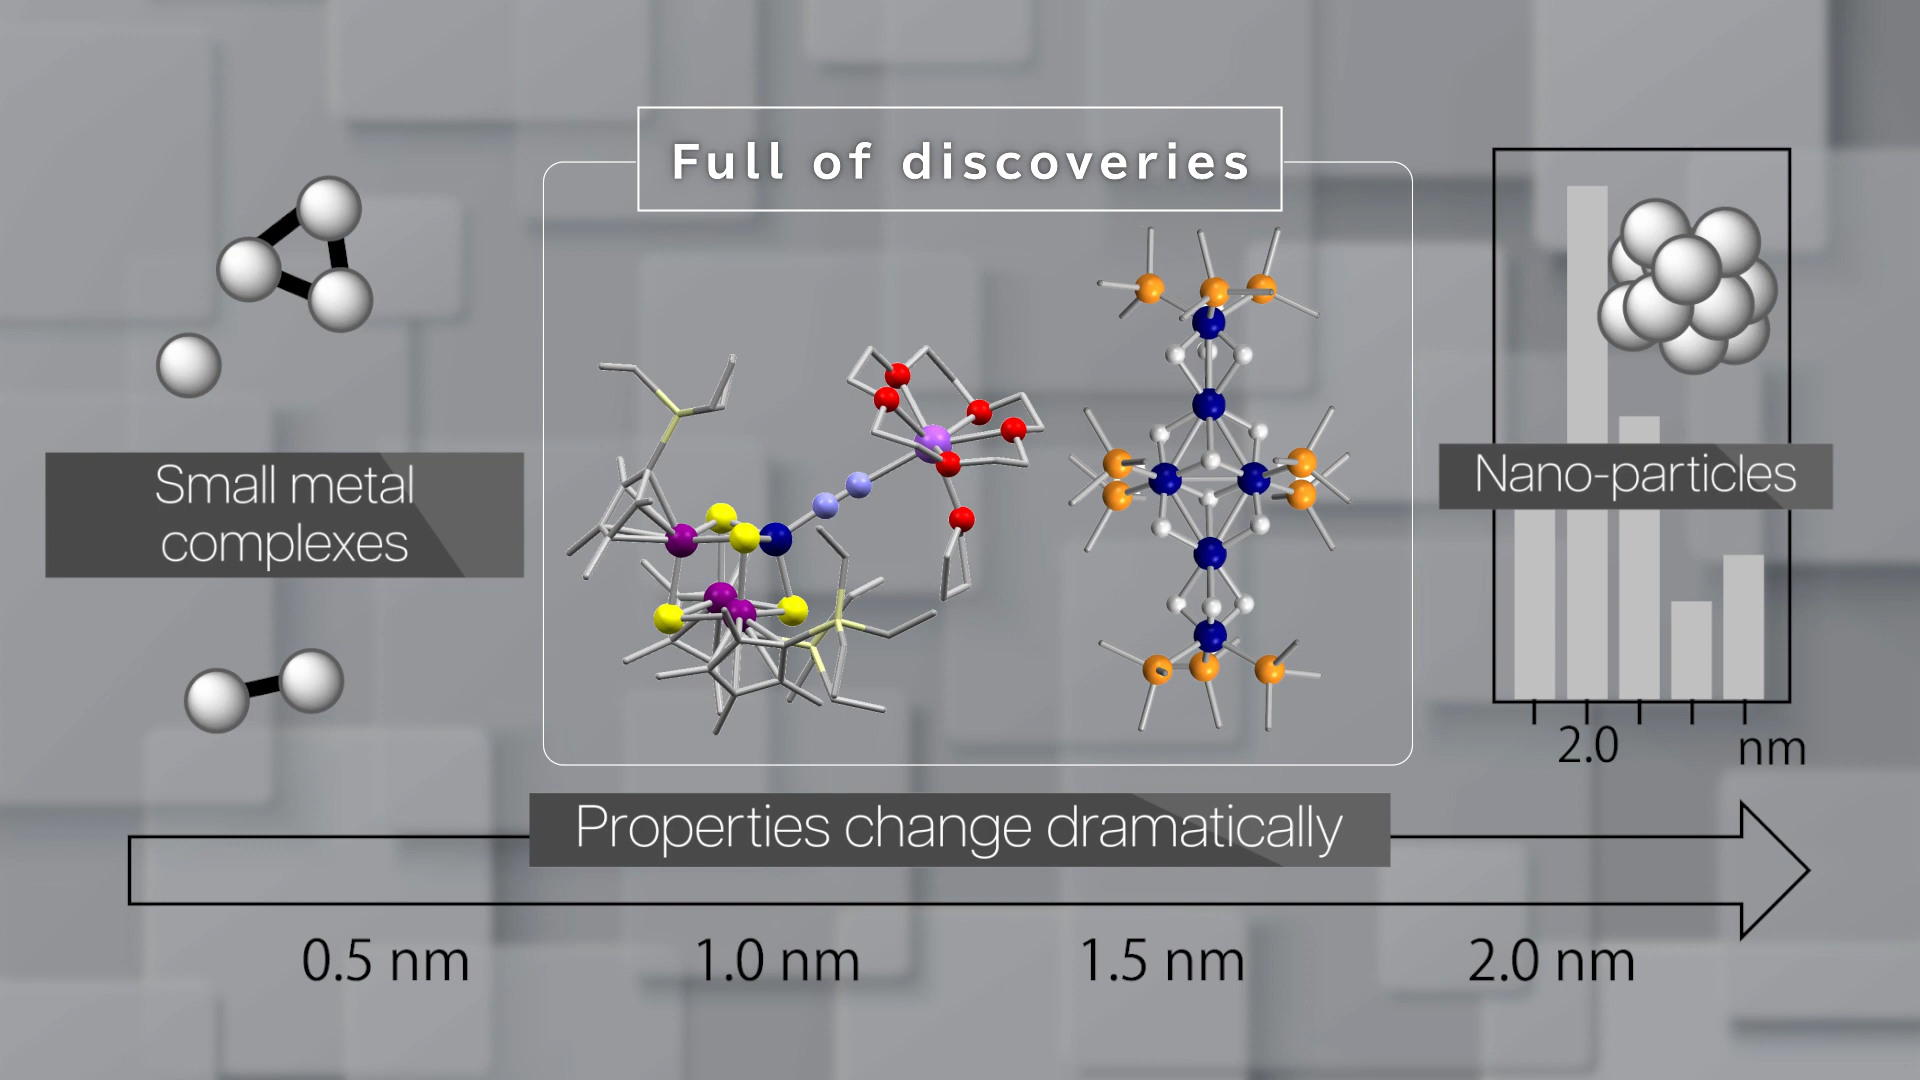 Full of discoveries
Small metal
complexes
Nano-particles
2.0
nm
Properties change dramatically
0.5 nm
1.0 nm
1.5 nm
2.0 nm